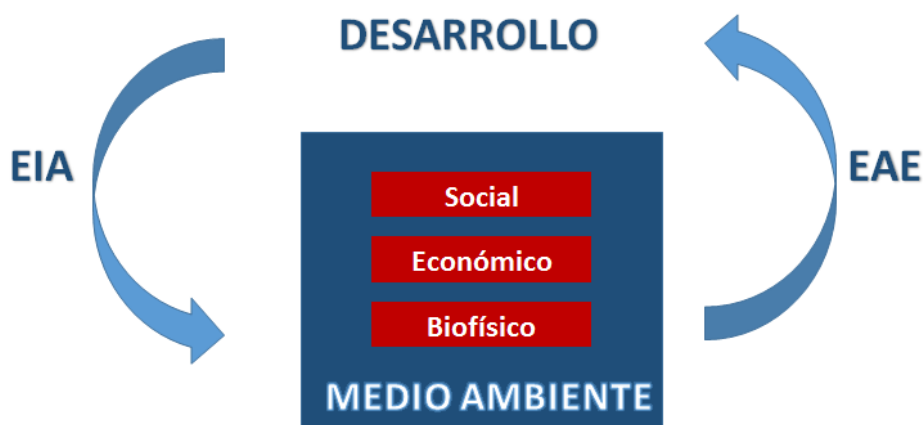 DESARROLLO
EIA
EAE
Social
Económico
Biofísico
MEDIO AMBIENTE